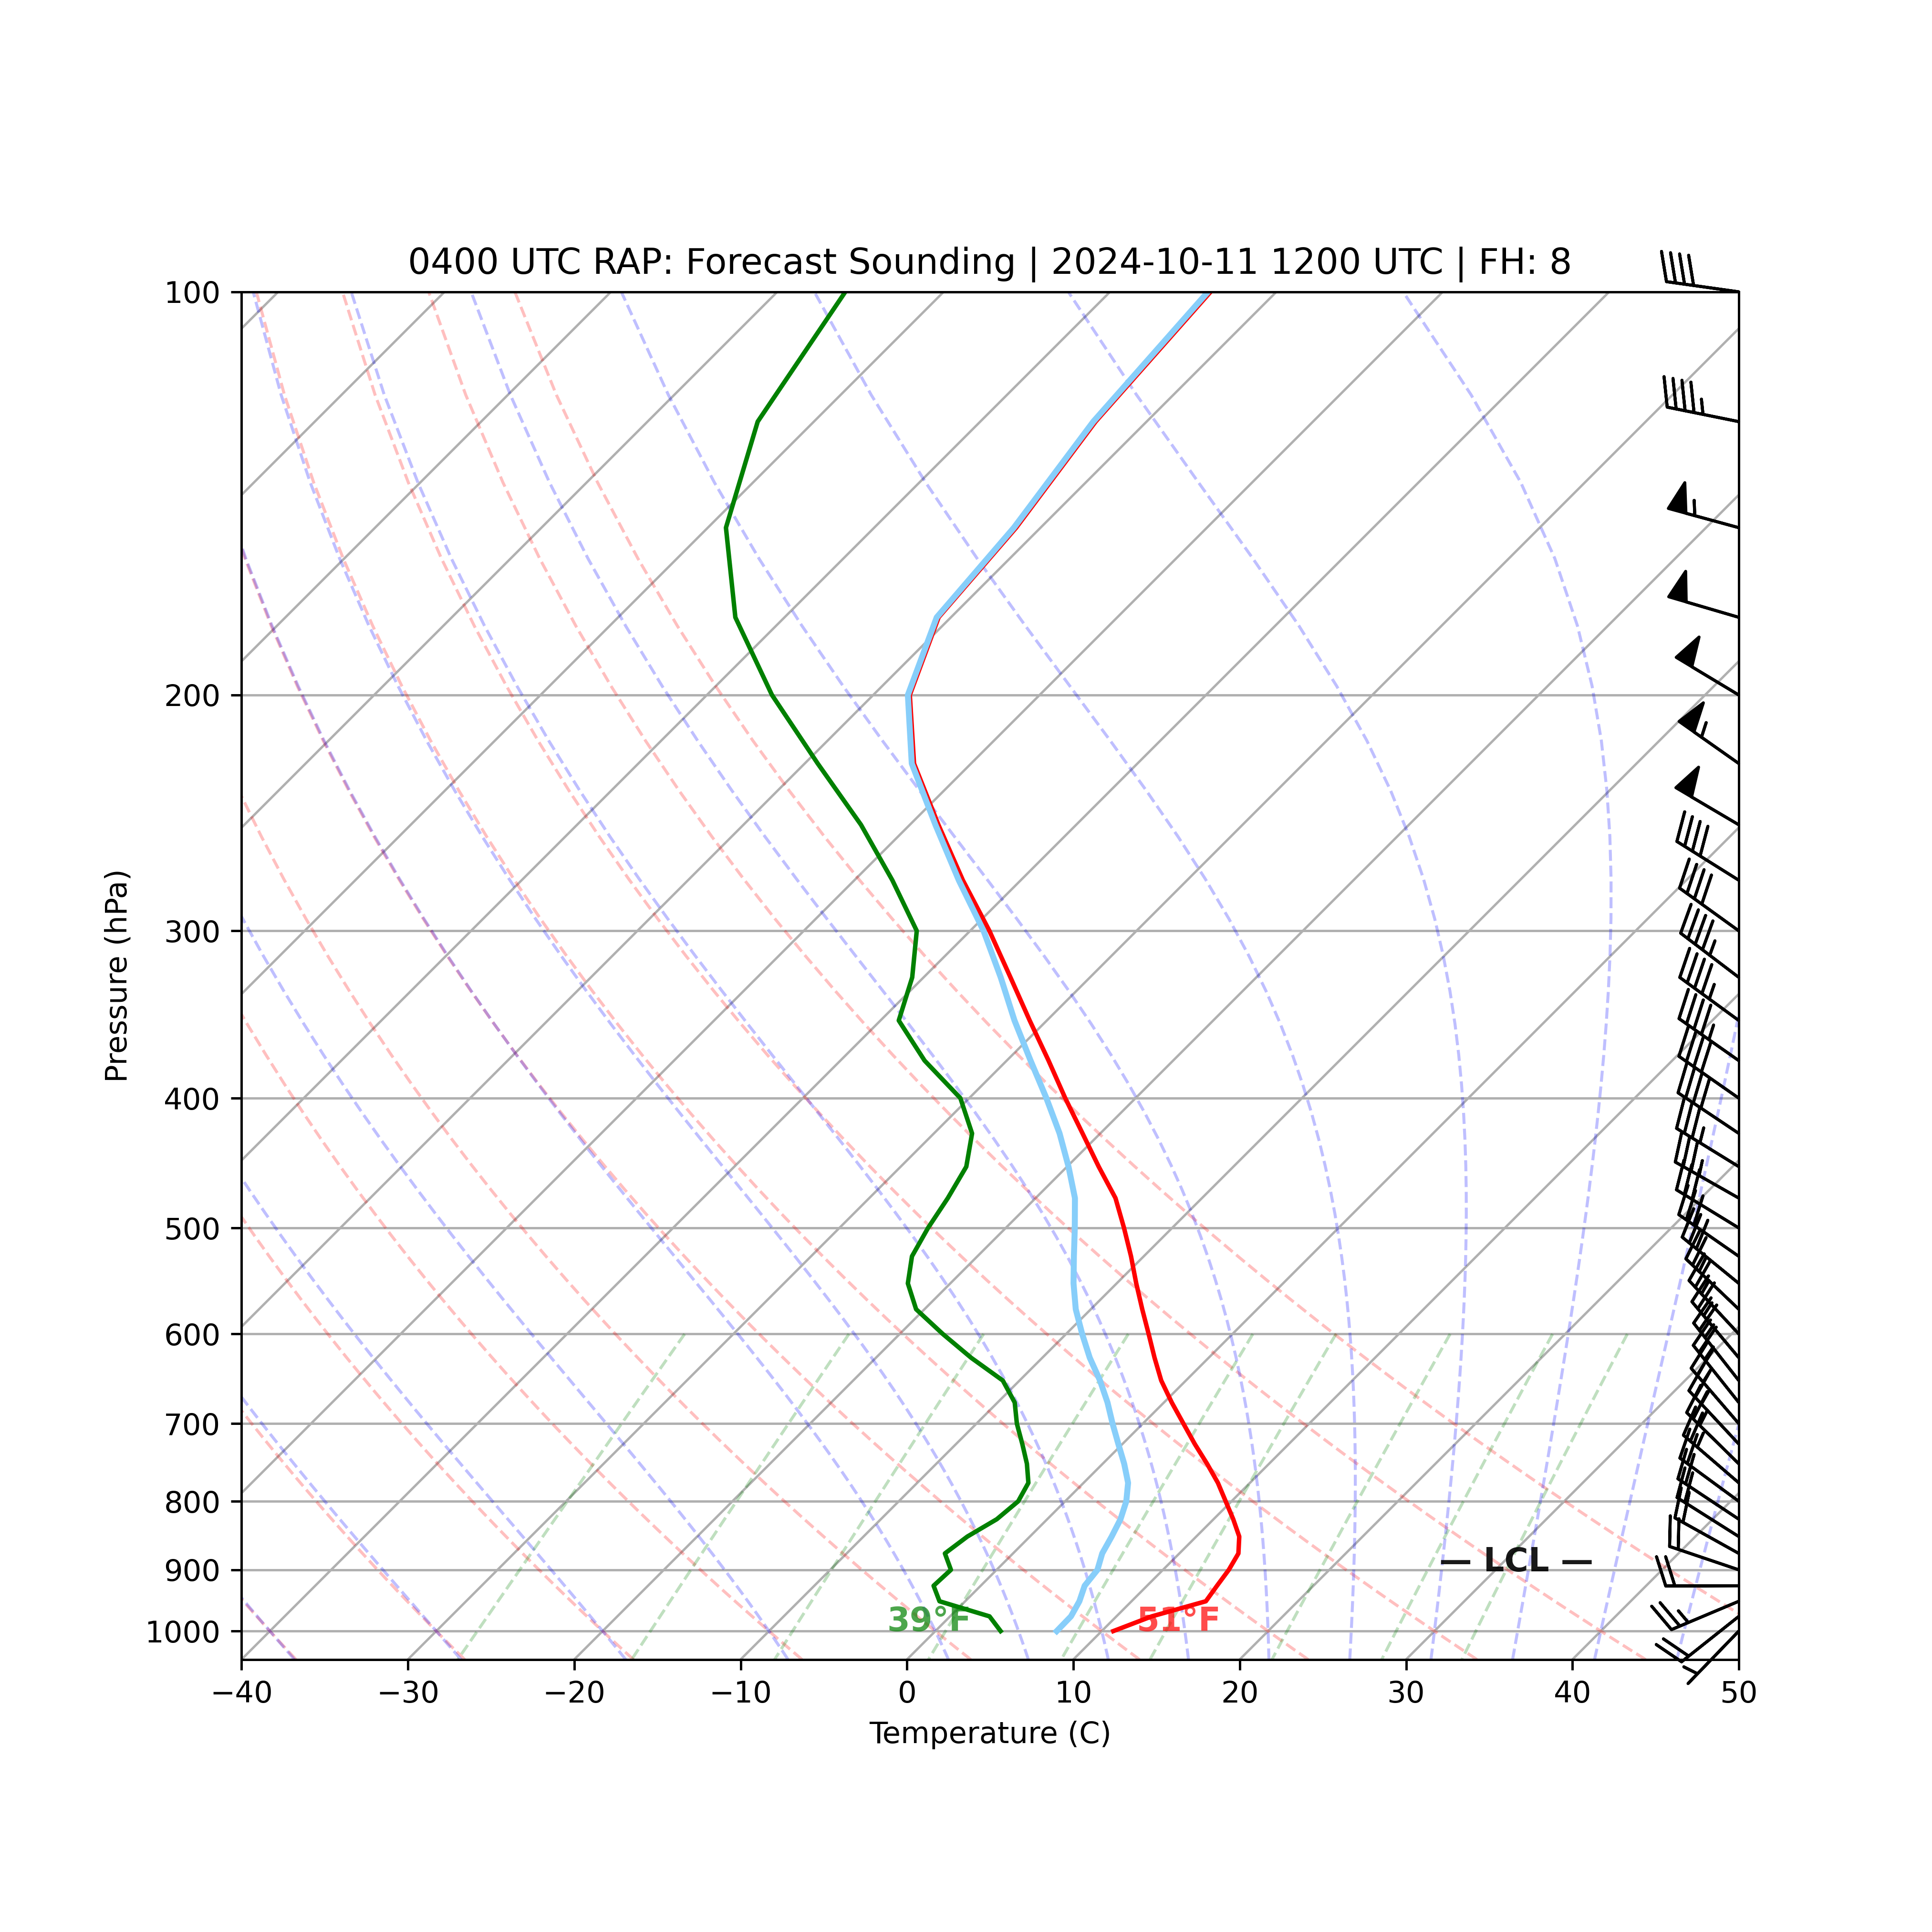 0400 UTC RAP: Forecast Sounding | 2024-10-11 1200 UTC | FH: 8
100
200
300
400
500
600
700
800
900
1000
Pressure (hPa)
— LCL —
39°F
51°F
−40 −30 −20 −10 0 10 20 30 40 50
Temperature (C)